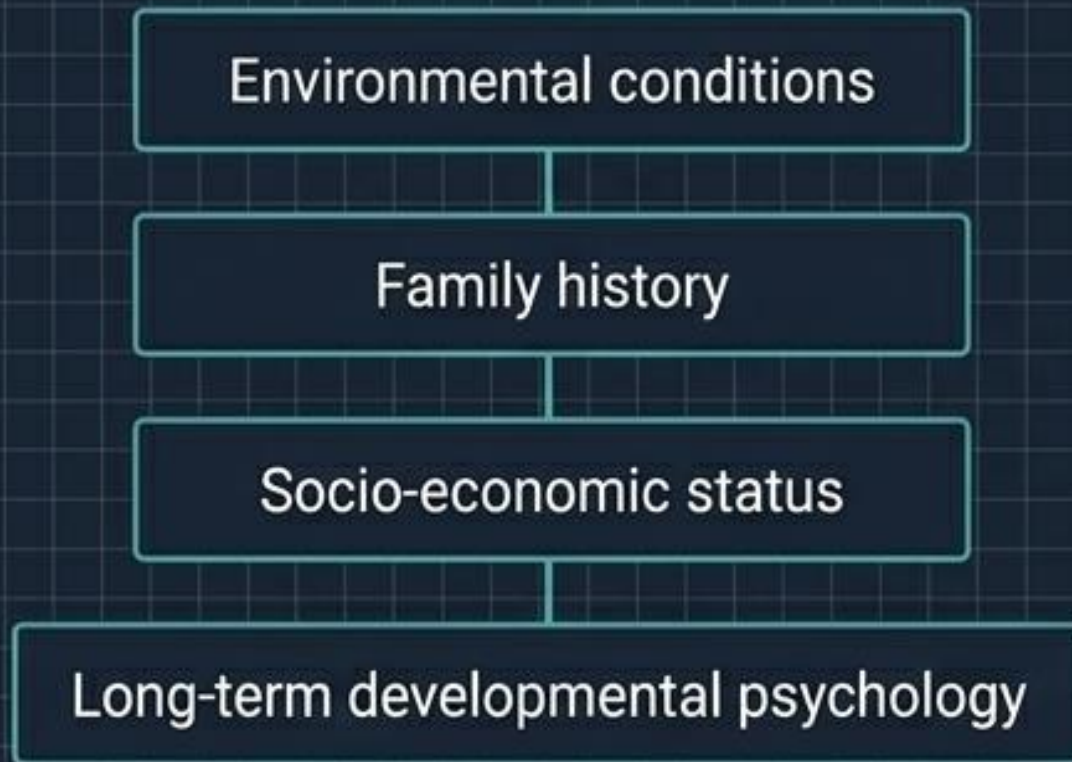 Environmental conditions
Family history
Socio-economic status
Long-term developmental psychology